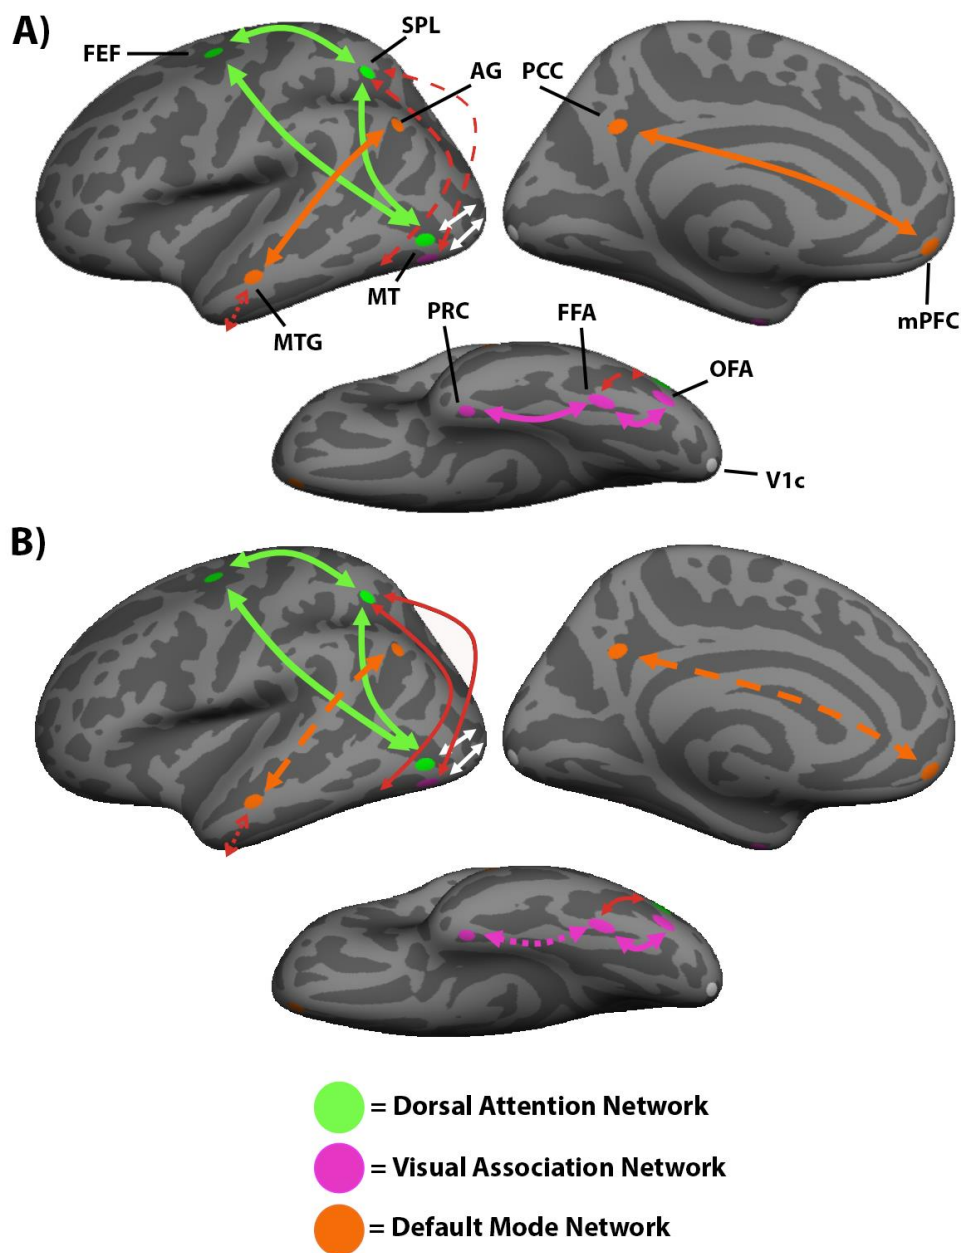 A)
FEF
SPL
AG
PCC
MT
MTG
mPFC
PRC
FFA
OFA
V1c
B)
= Dorsal Attention Network
= Visual Association Network
= Default Mode Network